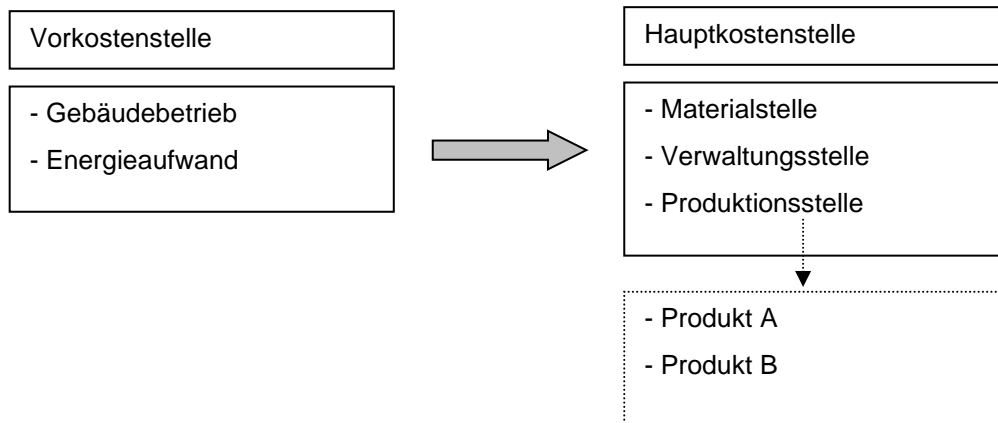 Vorkostenstelle
- Gebäudebetrieb
- Energieaufwand
Hauptkostenstelle
- Materialstelle
- Verwaltungsstelle
- Produktionsstelle
- Produkt A
- Produkt B